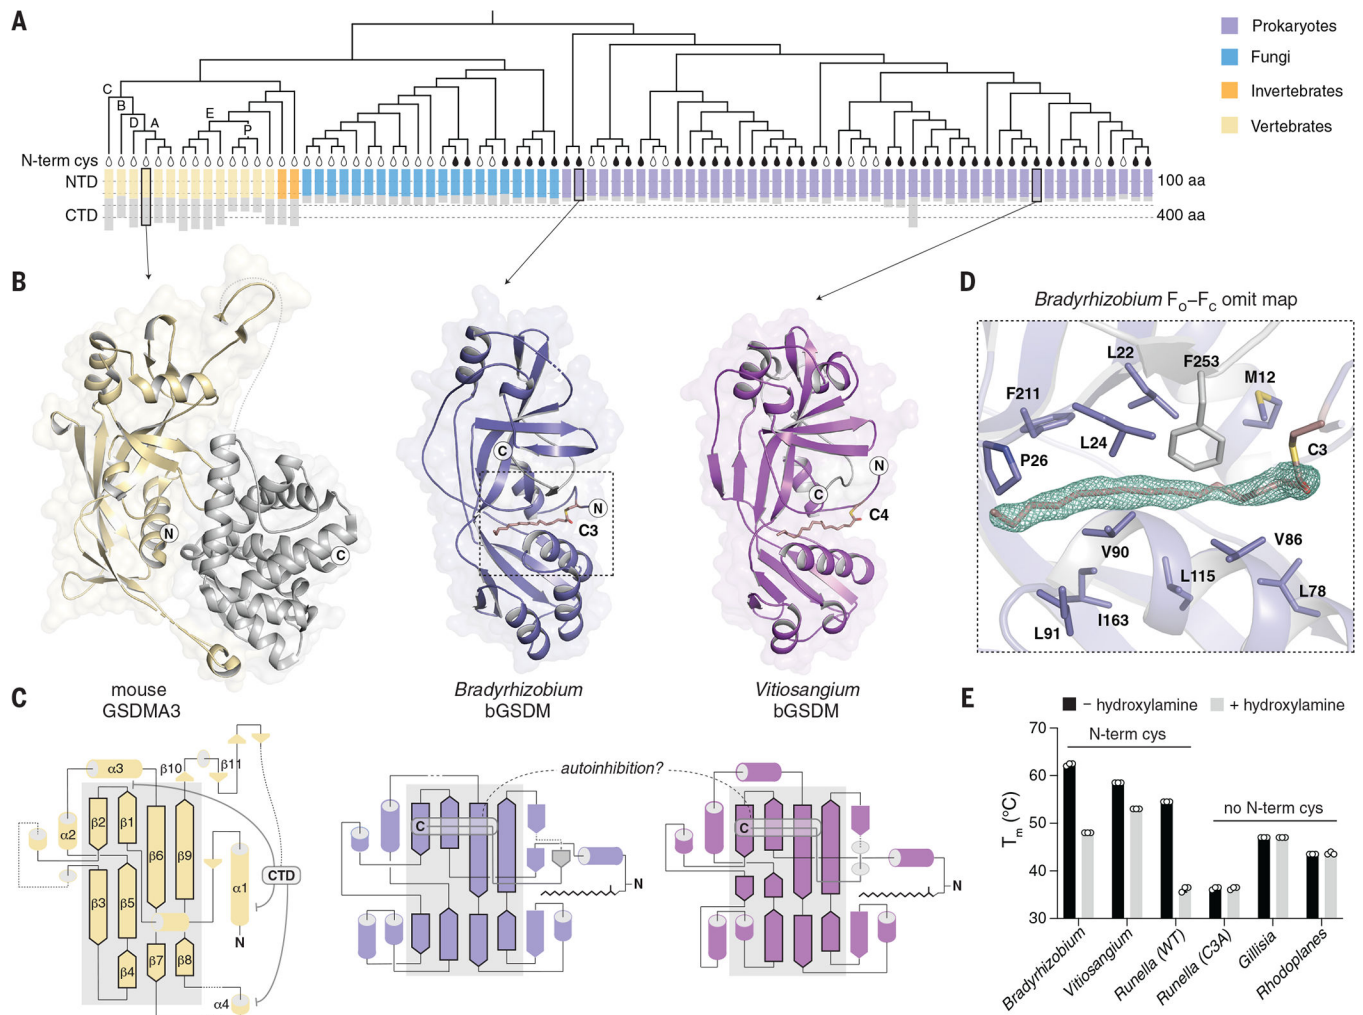 A
Prokaryotes
Fungi
Invertebrates
Vertebrates
C
B
D
A
E
P
N-term cys
NTD
100 aa
CTD
400 aa
B
N
C
mouse
GSDMA3
C
N
C3
Bradyrhizobium
bGSDM
N
C
C4
Vitiosangium
bGSDM
D
Bradyrhizobium Fo–Fc omit map
L22
F253
M12
F211
L24
C3
P26
V90
V86
L115
L78
I163
L91
C
α3
β10
β11
β2
β1
α2
β6
β9
α1
CTD
β3
β5
N
β4
β7
β8
α4
autoinhibition?
C
N
C
N
E
– hydroxylamine
+ hydroxylamine
N-term cys
no N-term cys
Tm (°C)
70
60
50
40
30
Bradyrhizobium
Vitiosangium
Runella (WT)
Runella (C3A)
Gillisia
Rhodoplanes